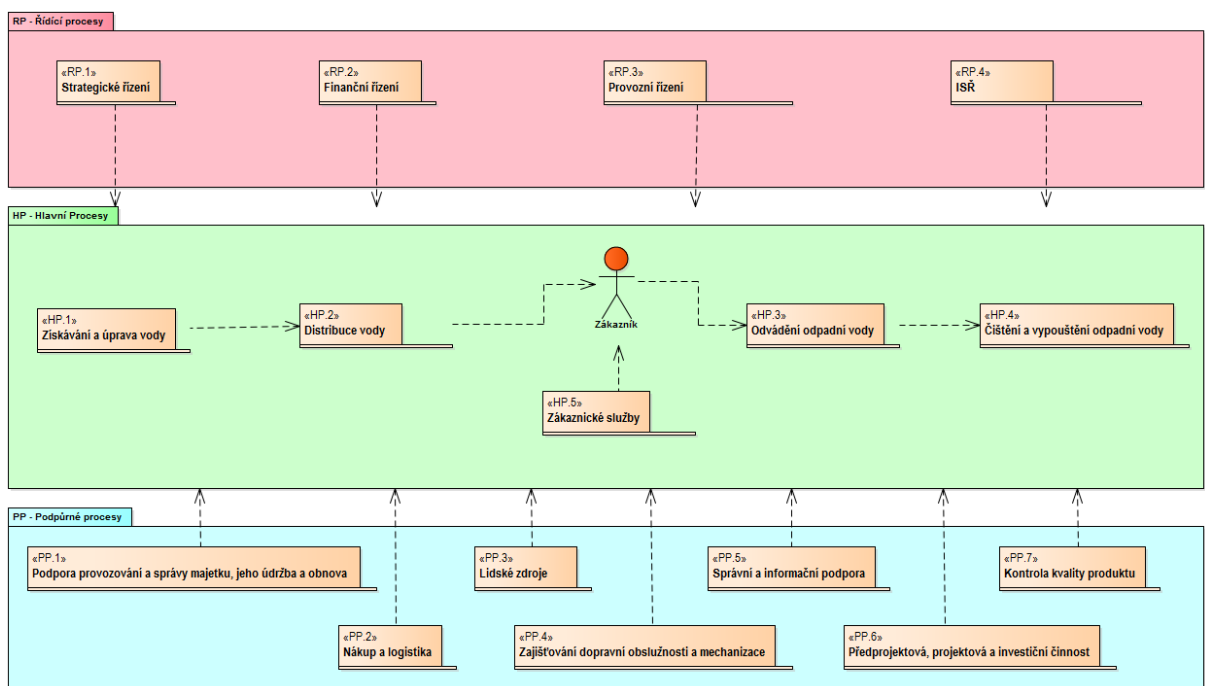 RP - Řídící procesy
«RP.1»
Strategické řízení
«RP.2»
Finanční řízení
«RP.3»
Provozní řízení
«RP.4»
ISŘ
HP - Hlavní Procesy
«HP.1»
Získávání a úprava vody
«HP.2»
Distribuce vody
Zákazník
«HP.3»
Odvádění odpadní vody
«HP.4»
Čištění a vypouštění odpadní vody
«HP.5»
Zákaznické služby
PP - Podpůrné procesy
«PP.1»
Podpora provozování a správy majetku, jeho údržba a obnova
«PP.3»
Lidské zdroje
«PP.5»
Správní a informační podpora
«PP.7»
Kontrola kvality produktu
«PP.2»
Nákup a logistika
«PP.4»
Zajišťování dopravní obslužnosti a mechanizace
«PP.6»
Předprojektová, projektová a investiční činnost